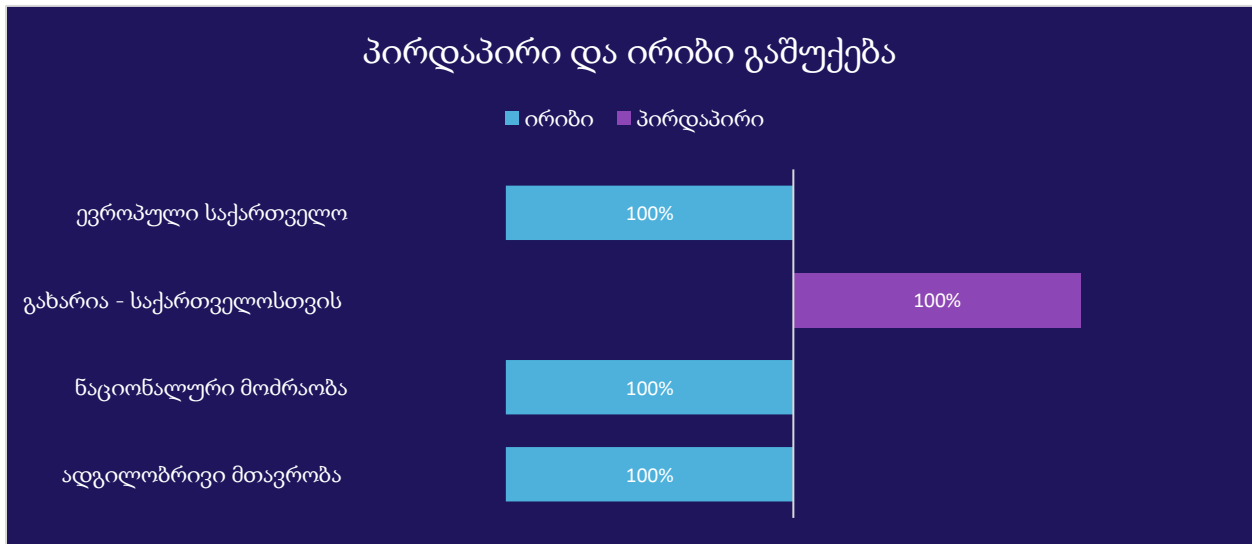 პირდაპირი და ირიბი გაშუქება
ირიბი პირდაპირი
ევროპული საქართველო
100%
გახარია - საქართველოსთვის
100%
ნაციონალური მოძრაობა
100%
ადგილობრივი მთავრობა
100%